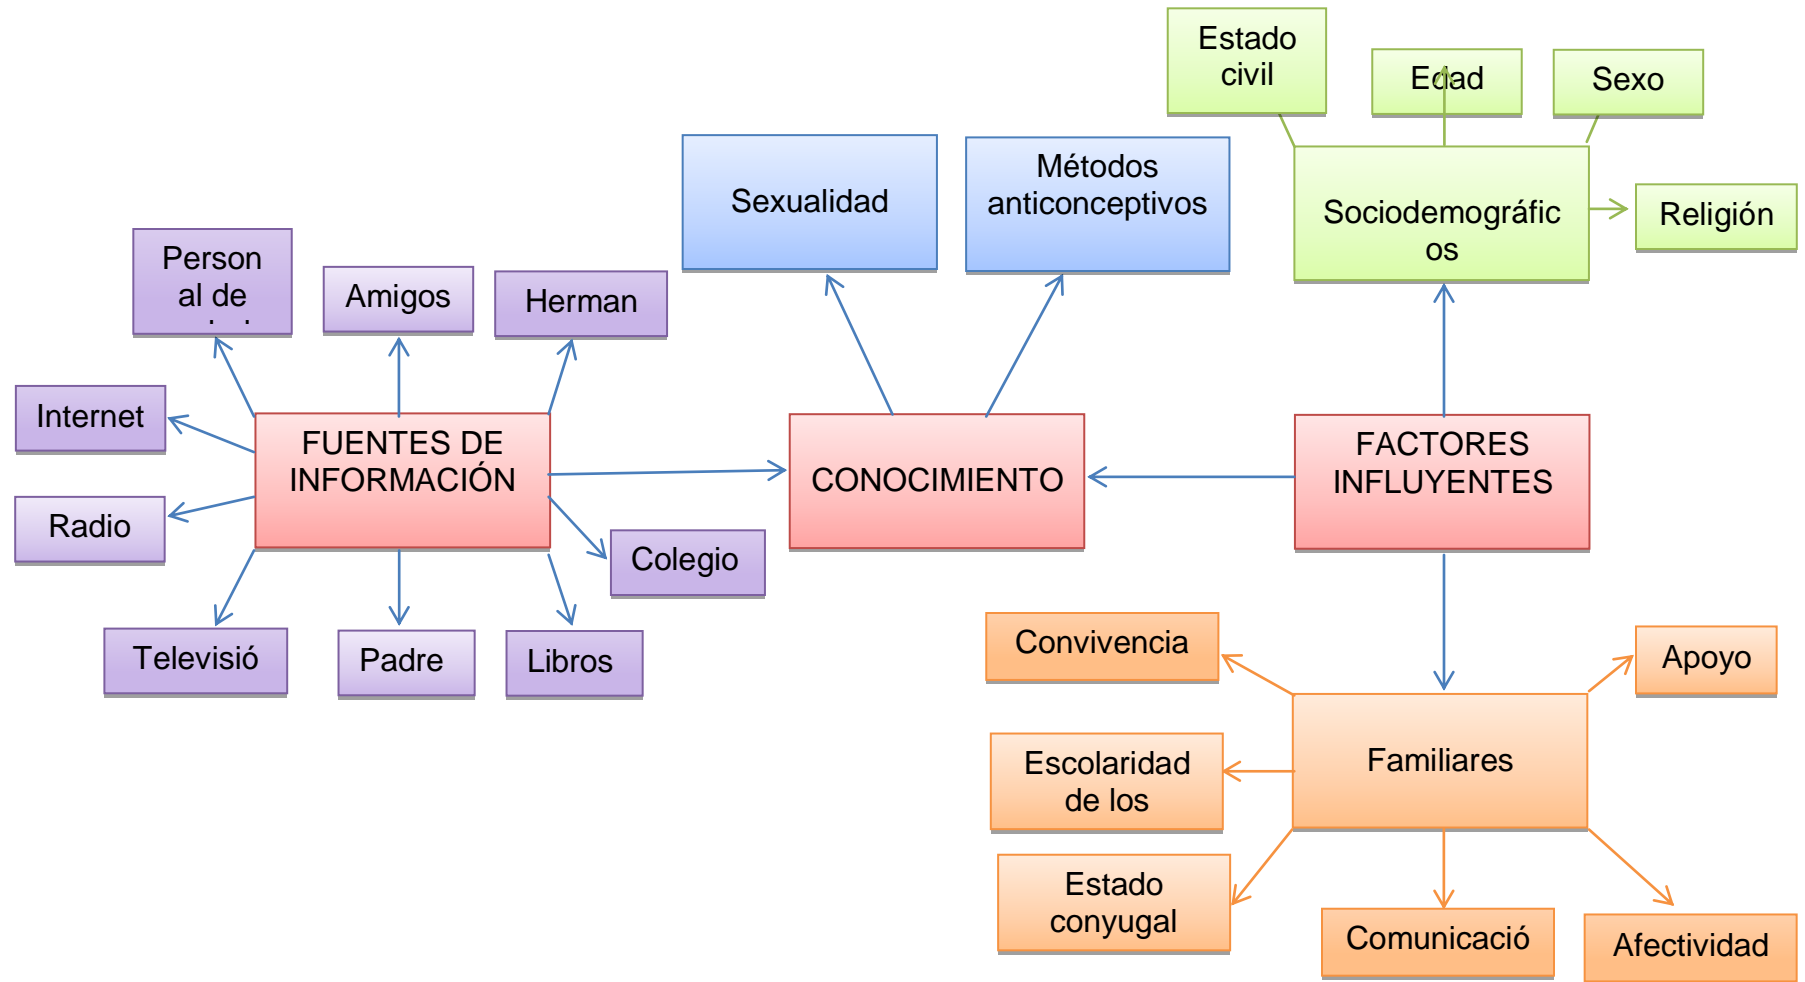 Estado
civil
Edad
Sexo
Sexualidad
Métodos
anticonceptivos
Sociodemográfic
os
Religión
Person
al de
Amigos
Herman
Internet
Radio
FUENTES DE
INFORMACIÓN
CONOCIMIENTO
FACTORES
INFLUYENTES
Colegio
Televisió
Padre
Libros
Convivencia
Apoyo
Escolaridad
de los
Familiares
Estado
conyugal
Comunicació
Afectividad